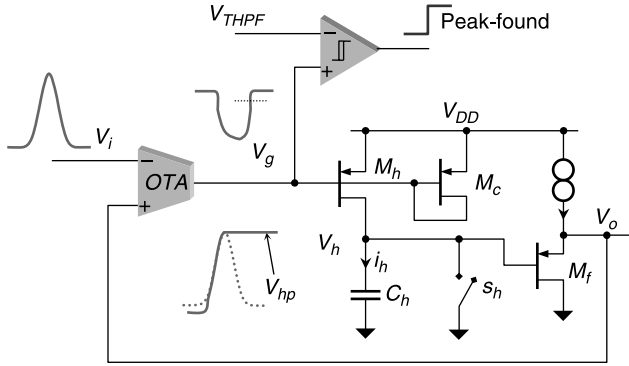 V_THPF
Peak-found
V_i
V_g
V_DD
OTA
M_h
M_c
V_o
V_h
i_h
M_f
V_hp
C_h
s_h